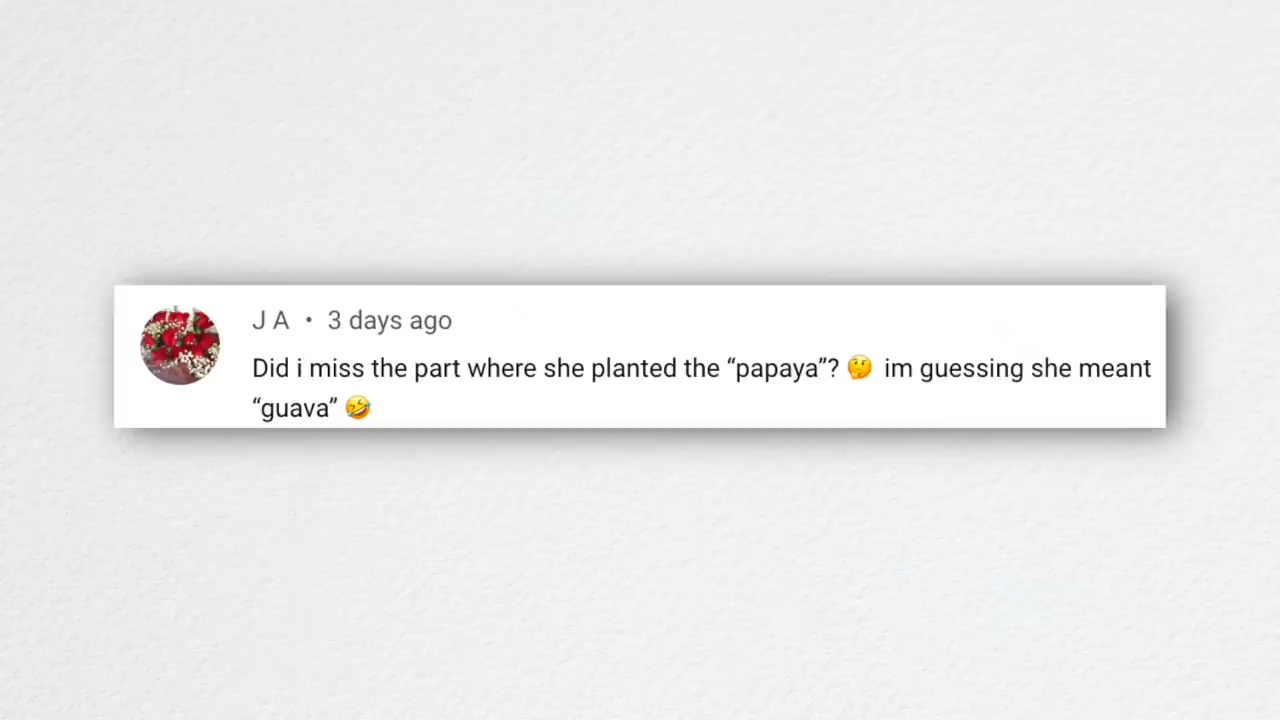 J A • 3 days ago
Did i miss the part where she planted the “papaya”? 🤔 im guessing she meant
“guava” 🤣